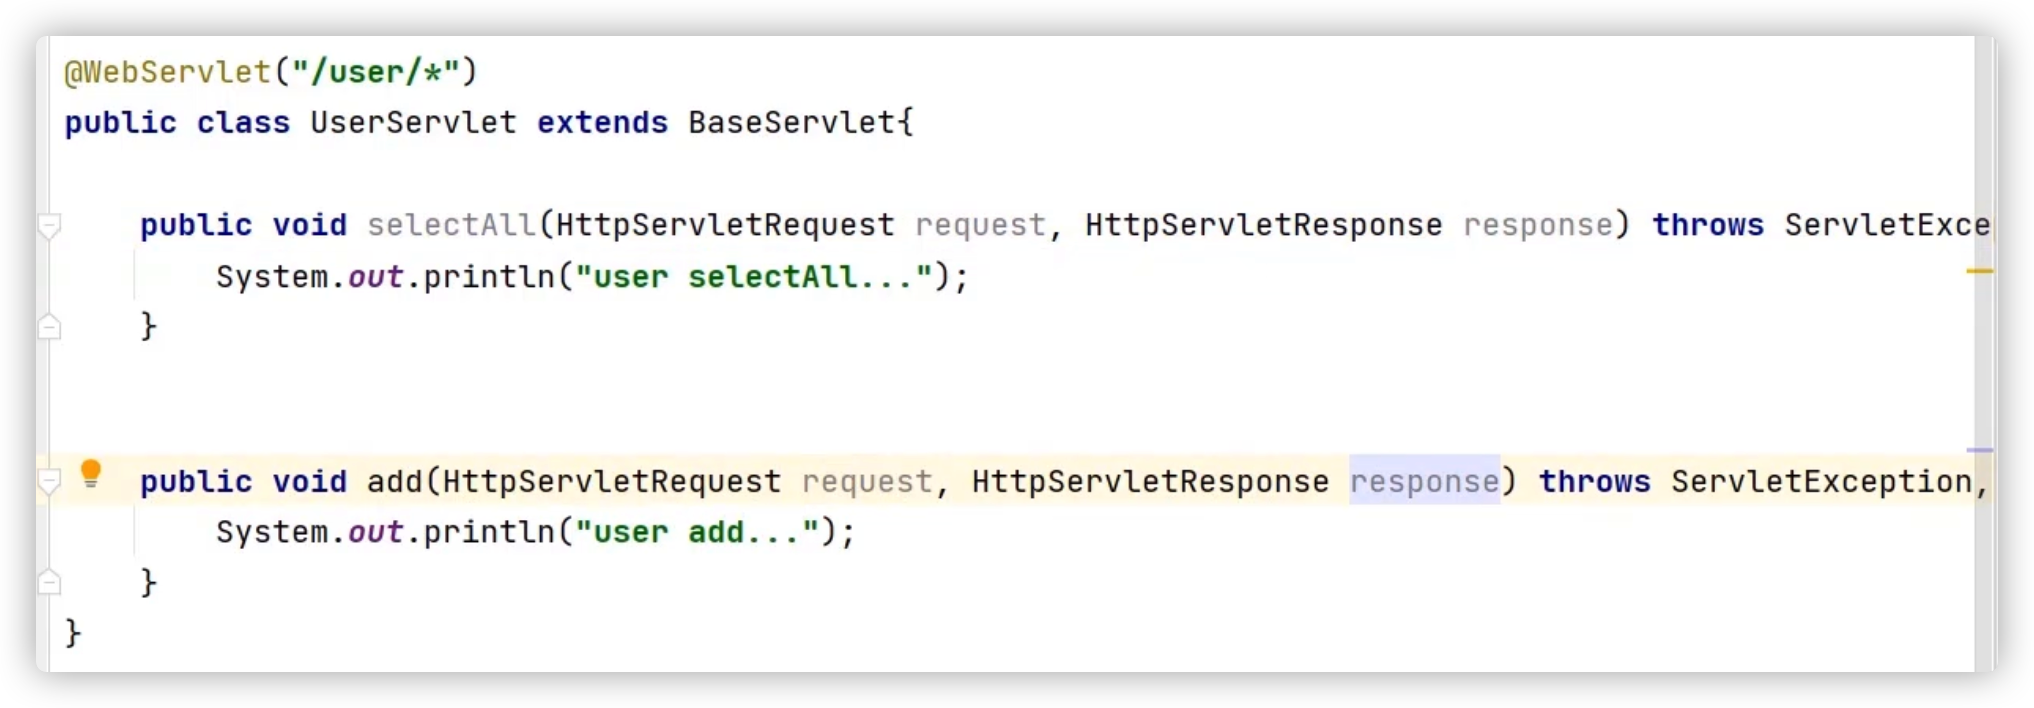 @WebServlet("/user/*")
public class UserServlet extends BaseServlet{
public void selectAll(HttpServletRequest request, HttpServletResponse response) throws ServletExce
System.out.println("user selectAll...");
}
public void add(HttpServletRequest request, HttpServletResponse response) throws ServletException,
System.out.println("user add...");
}
}